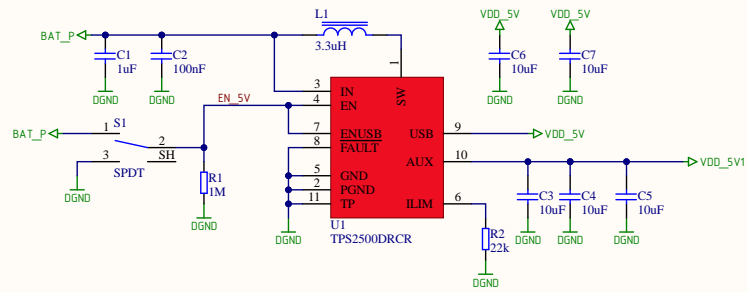 L1
VDD_5V
VDD_5V
BAT_P
C1
1uF
C2
100nF
3.3uH
C6
10uF
C7
10uF
1
DGND
DGND
DGND
DGND
EN_5V
3
IN
SW
4
EN
S1
BAT_P
1
2
3
SH
SPDT
DGND
R1
1M
DGND
7
ENUSB
8
FAULT
5
GND
2
PGND
11
TP
USB
9
VDD_5V
AUX
10
VDD_5V1
ILIM
6
C3
10uF
C4
10uF
C5
10uF
DGND
U1
TPS2500DRCR
R2
22k
DGND
DGND
DGND
DGND